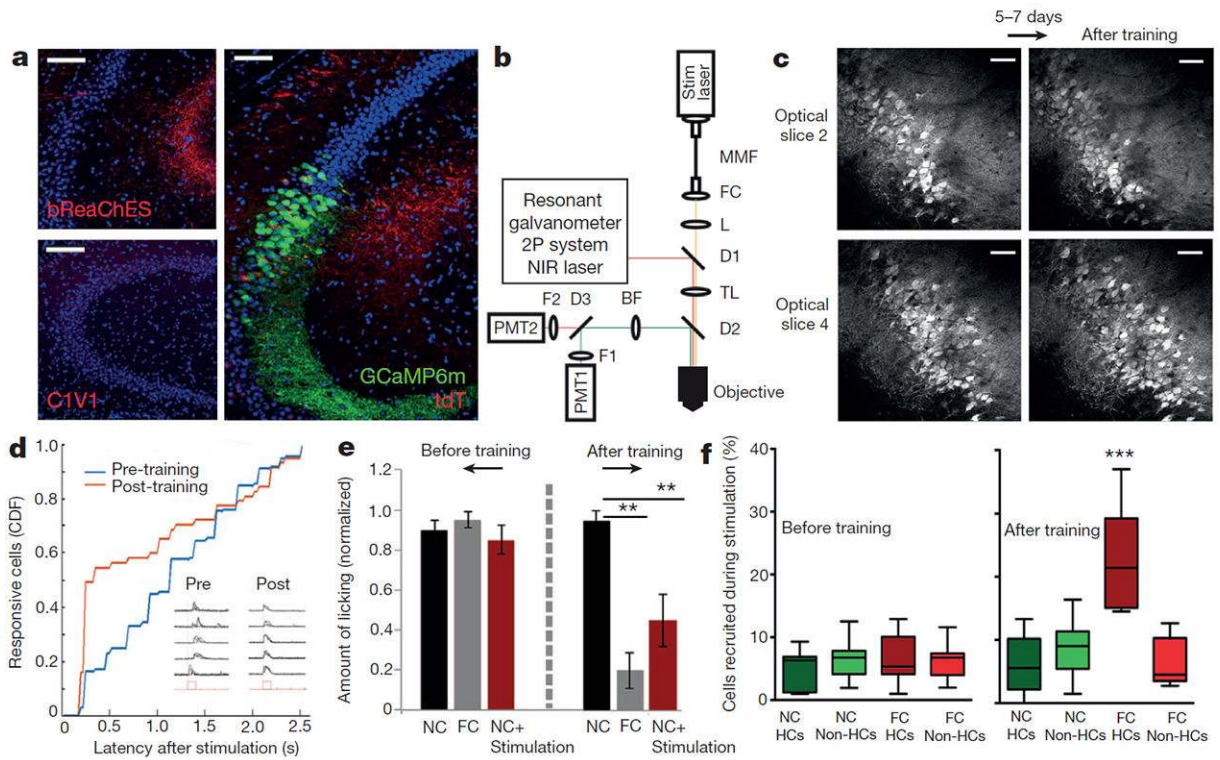 a
bReaChES
C1V1
GCaMP6m
tdT
b
Stim
laser
MMF
FC
L
D1
TL
D2
Resonant
galvanometer
2P system
NIR laser
F2 D3 BF
PMT2
F1
PMT1
Objective
c
5–7 days
After training
Optical
slice 2
Optical
slice 4
d
Responsive cells (CDF)
1.0
0.8
0.6
0.4
0.2
Pre-training
Post-training
Pre Post
0.5 1.0 1.5 2.0 2.5
Latency after stimulation (s)
e
Before training After training
Amount of licking (normalized)
1.2
1.0
0.8
0.6
0.4
0.2
0
**
**
NC FC NC+
Stimulation
NC FC NC+
Stimulation
f
Cells recruited during stimulation (%)
40
30
20
10
0
Before training
After training
***
NC
HCs
NC
Non-HCs
FC
HCs
FC
Non-HCs
NC
HCs
NC
Non-HCs
FC
HCs
FC
Non-HCs